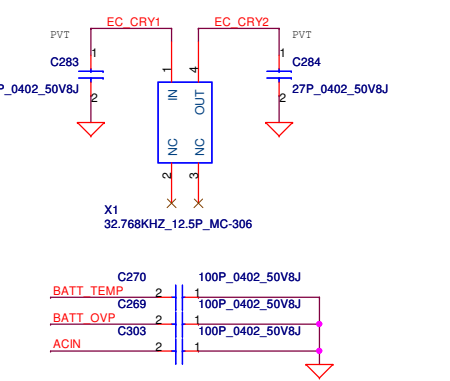 EC_CRY1 EC_CRY2
PVT PVT
1 1
C283 C284
1 4
P_0402_50V8J 27P_0402_50V8J
2 2
IN OUT
NC NC
2 3
X1
32.768KHZ_12.5P_MC-306
C270 100P_0402_50V8J
BATT_TEMP 2 1
C269 100P_0402_50V8J
BATT_OVP 2 1
C303 100P_0402_50V8J
ACIN 2 1